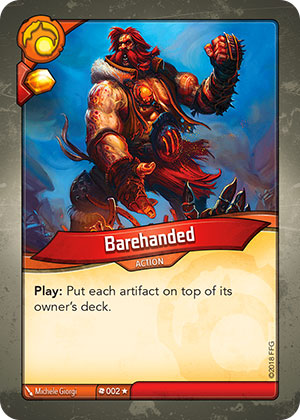 Barehanded
ACTION
Play: Put each artifact on top of its
owner's deck.
Michele Giorgi
002
©2018 FFG